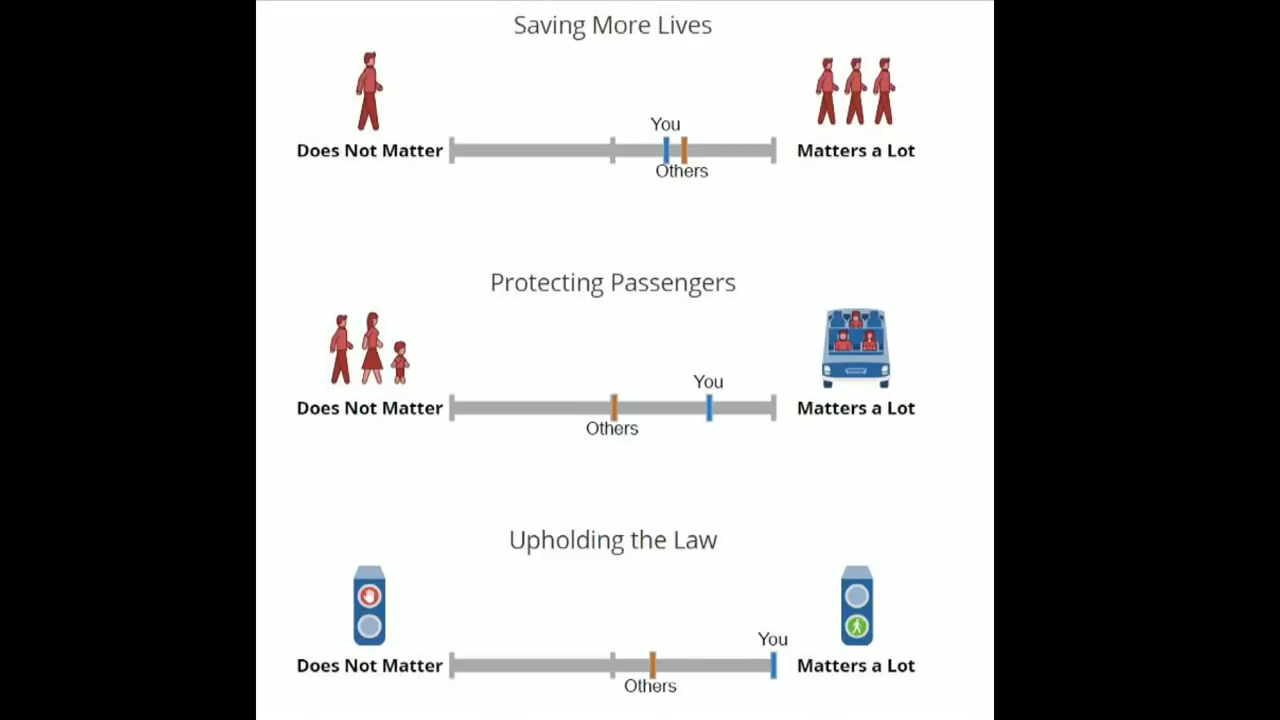 Saving More Lives
You
Does Not Matter Matters a Lot
Others
Protecting Passengers
You
Does Not Matter Matters a Lot
Others
Upholding the Law
You
Does Not Matter Matters a Lot
Others